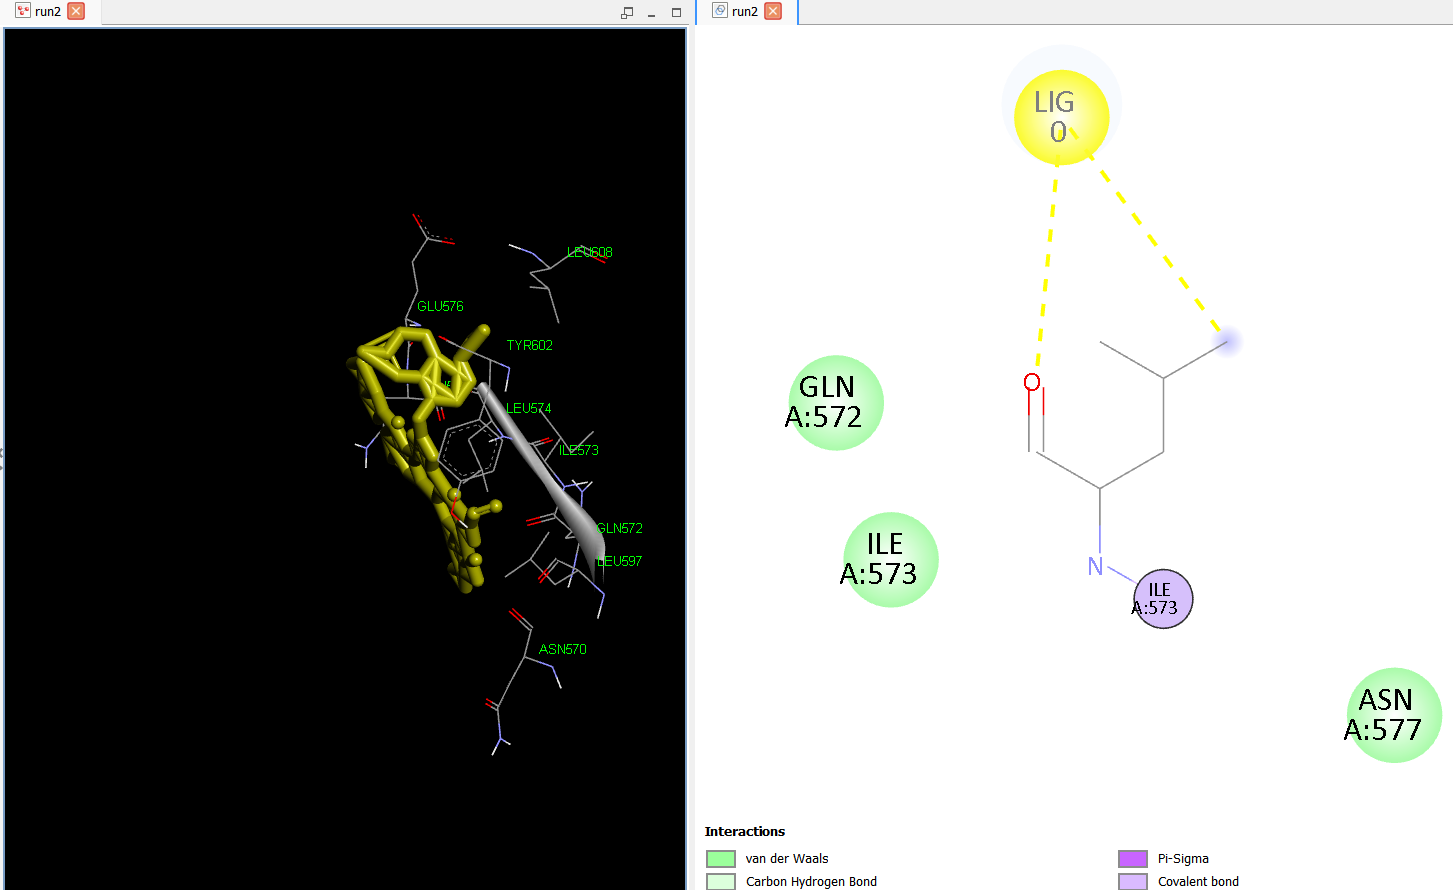 run2
run2
LEU608
GLU576
TYR602
LEU574
ILE573
GLN572
LEU597
ASN570
LIG
0
O
GLN
A:572
ILE
A:573
N
ILE
A:573
ASN
A:577
Interactions
van der Waals
Pi-Sigma
Carbon Hydrogen Bond
Covalent bond